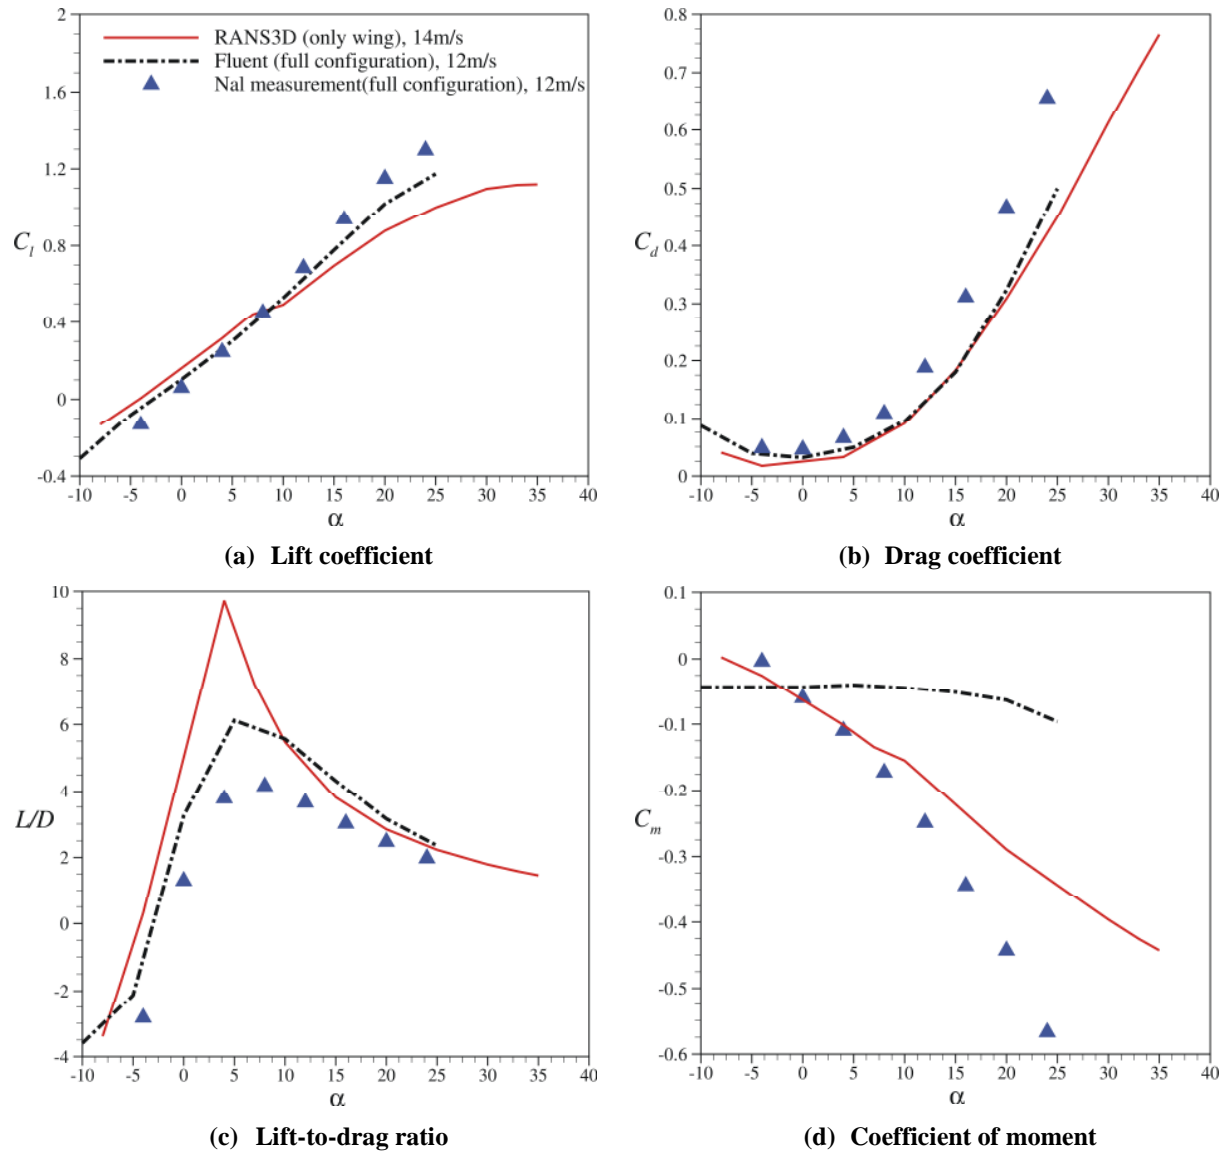 2
1.6
1.2
0.8
0.4
0
-0.4
C_l
RANS3D (only wing), 14m/s
Fluent (full configuration), 12m/s
Nal measurement(full configuration), 12m/s
-10 -5 0 5 10 15 20 25 30 35 40
α
(a) Lift coefficient
0.8
0.7
0.6
0.5
0.4
0.3
0.2
0.1
0
C_d
-10 -5 0 5 10 15 20 25 30 35 40
α
(b) Drag coefficient
10
8
6
4
2
0
-2
-4
L/D
-10 -5 0 5 10 15 20 25 30 35 40
α
(c) Lift-to-drag ratio
0.1
0
-0.1
-0.2
-0.3
-0.4
-0.5
-0.6
C_m
-10 -5 0 5 10 15 20 25 30 35 40
α
(d) Coefficient of moment